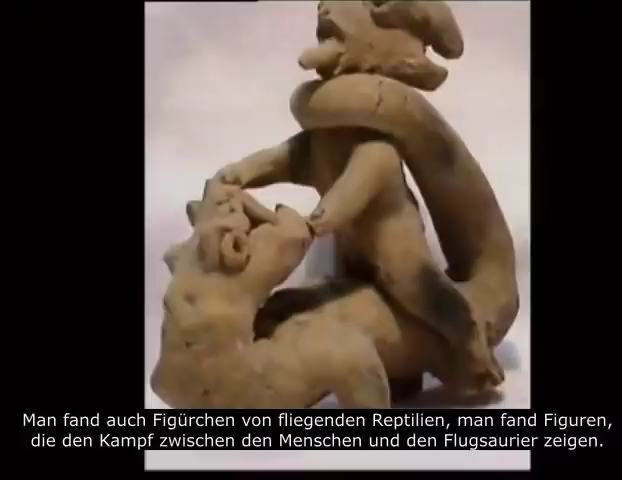 Man fand auch Figürchen von fliegenden Reptilien, man fand Figuren,
die den Kampf zwischen den Menschen und den Flugsaurier zeigen.